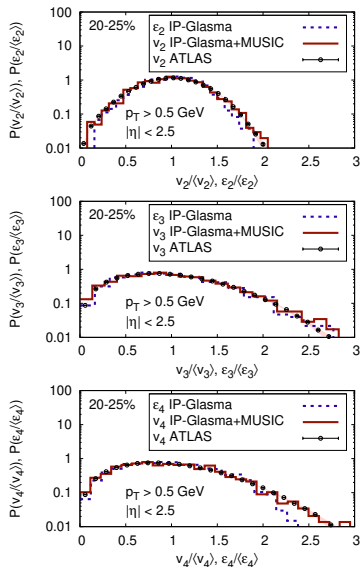 P(v₂/⟨v₂⟩), P(ε₂/⟨ε₂⟩)
100
10
1
0.1
0.01
20-25%
ε₂ IP-Glasma
v₂ IP-Glasma+MUSIC
v₂ ATLAS
p_T > 0.5 GeV
|η| < 2.5
0 0.5 1 1.5 2 2.5 3
v₂/⟨v₂⟩, ε₂/⟨ε₂⟩
P(v₃/⟨v₃⟩), P(ε₃/⟨ε₃⟩)
100
10
1
0.1
0.01
20-25%
ε₃ IP-Glasma
v₃ IP-Glasma+MUSIC
v₃ ATLAS
p_T > 0.5 GeV
|η| < 2.5
0 0.5 1 1.5 2 2.5 3
v₃/⟨v₃⟩, ε₃/⟨ε₃⟩
P(v₄/⟨v₄⟩), P(ε₄/⟨ε₄⟩)
100
10
1
0.1
0.01
20-25%
ε₄ IP-Glasma
v₄ IP-Glasma+MUSIC
v₄ ATLAS
p_T > 0.5 GeV
|η| < 2.5
0 0.5 1 1.5 2 2.5 3
v₄/⟨v₄⟩, ε₄/⟨ε₄⟩